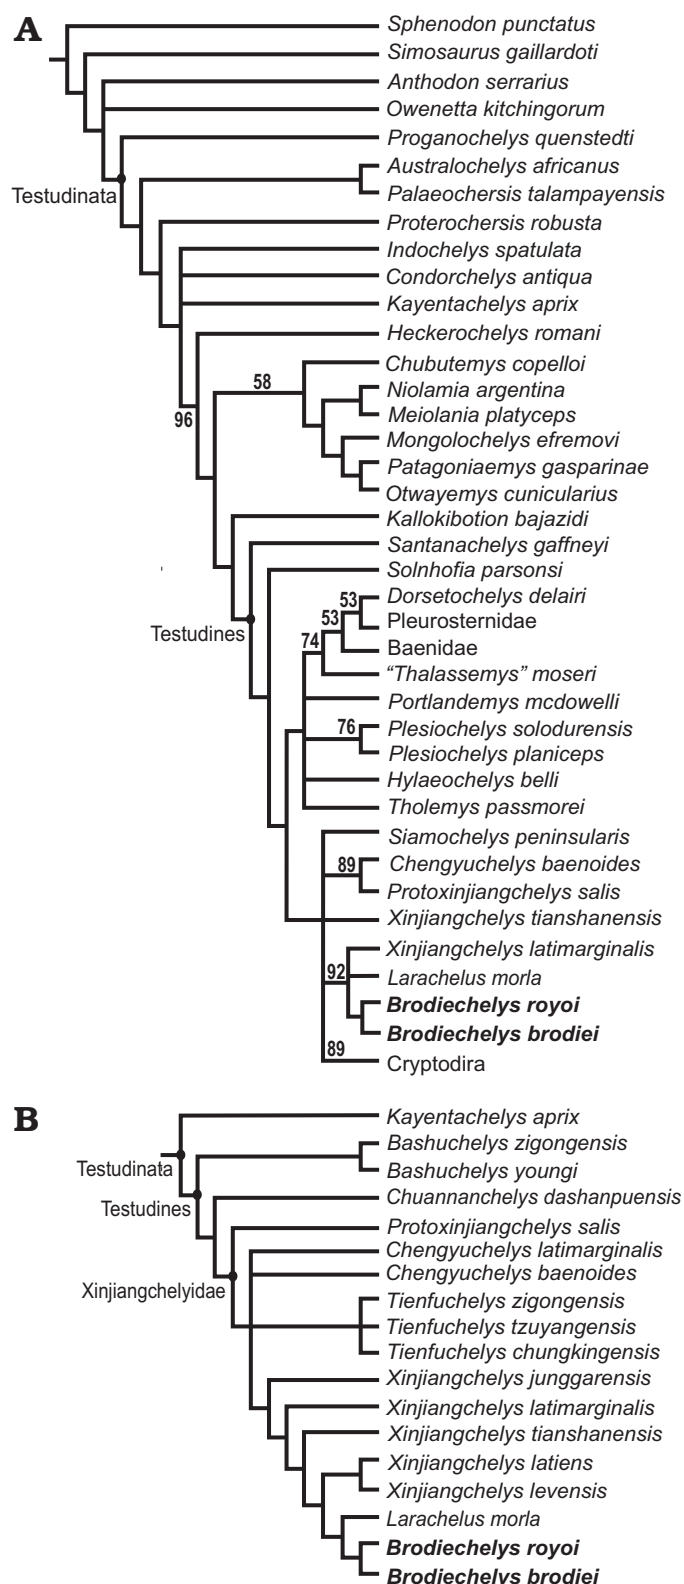 A
Sphenodon punctatus
Simosaurus gaillardoti
Anthodon serrarius
Owenetta kitchingorum
Proganochelys quenstedti
Australochelys africanus
Testudinata
Palaeochersis talampayensis
Proterochersis robusta
Indochelys spatulata
Condorchelys antiqua
Kayentachelys aprix
Heckerochelys romani
Chubutemys copelloi
58
Niolamia argentina
96
Meiolania platyceps
Mongolochelys efremovi
Patagoniaemys gasparinae
Otwayemys cunicularius
Kallokibotion bajazidi
Santanachelys gaffneyi
Solnhofia parsonsi
53
Dorsetochelys delairi
53
Pleurosternidae
Testudines
74
Baenidae
“Thalassemys” moseri
Portlandemys mcdowelli
76
Plesiochelys solodurensis
Plesiochelys planiceps
Hylaeochelys belli
Tholemys passmorei
Siamochelys peninsularis
89
Chengyuchelys baenoides
Protoxinjiangchelys salis
Xinjiangchelys tianshanensis
Xinjiangchelys latimarginalis
92
Larachelus morla
Brodiechelys royoi
Brodiechelys brodiei
89
Cryptodira
B
Kayentachelys aprix
Bashuchelys zigongensis
Testudinata
Bashuchelys youngi
Testudines
Chuannanchelys dashanpuensis
Protoxinjiangchelys salis
Chengyuchelys latimarginalis
Chengyuchelys baenoides
Xinjiangchelyidae
Tienfuchelys zigongensis
Tienfuchelys tzuyangensis
Tienfuchelys chungkingensis
Xinjiangchelys junggarensis
Xinjiangchelys latimarginalis
Xinjiangchelys tianshanensis
Xinjiangchelys latiens
Xinjiangchelys levensis
Larachelus morla
Brodiechelys royoi
Brodiechelys brodiei